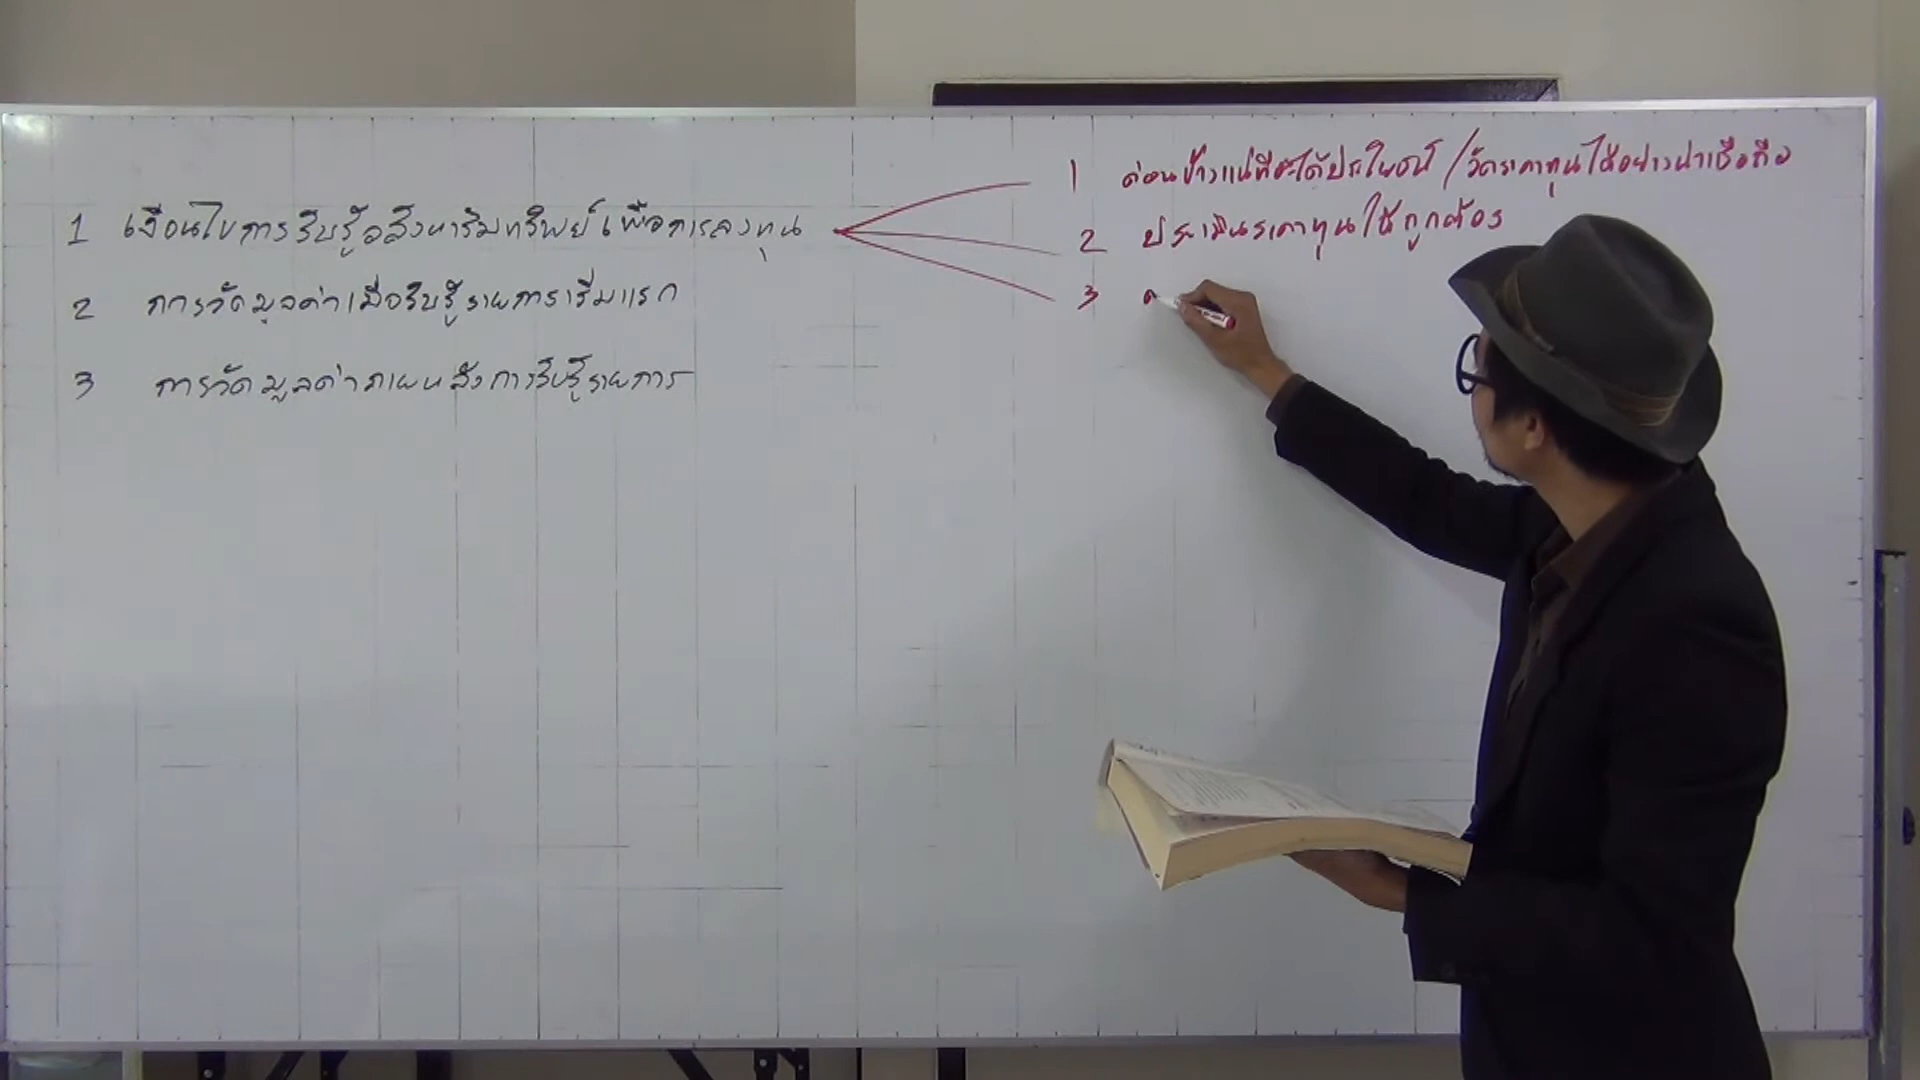 1 เงื่อนไขการรับรู้อสังหาริมทรัพย์เพื่อการลงทุน
2 การวัดมูลค่าเมื่อรับรู้รายการเริ่มแรก
3 การวัดมูลค่าภายหลังการรับรู้รายการ
1 ค่อนข้างแน่ที่จะได้ประโยชน์ / วัดราคาทุนได้อย่างน่าเชื่อถือ
2 ประเมินราคาทุนให้ถูกต้อง
3